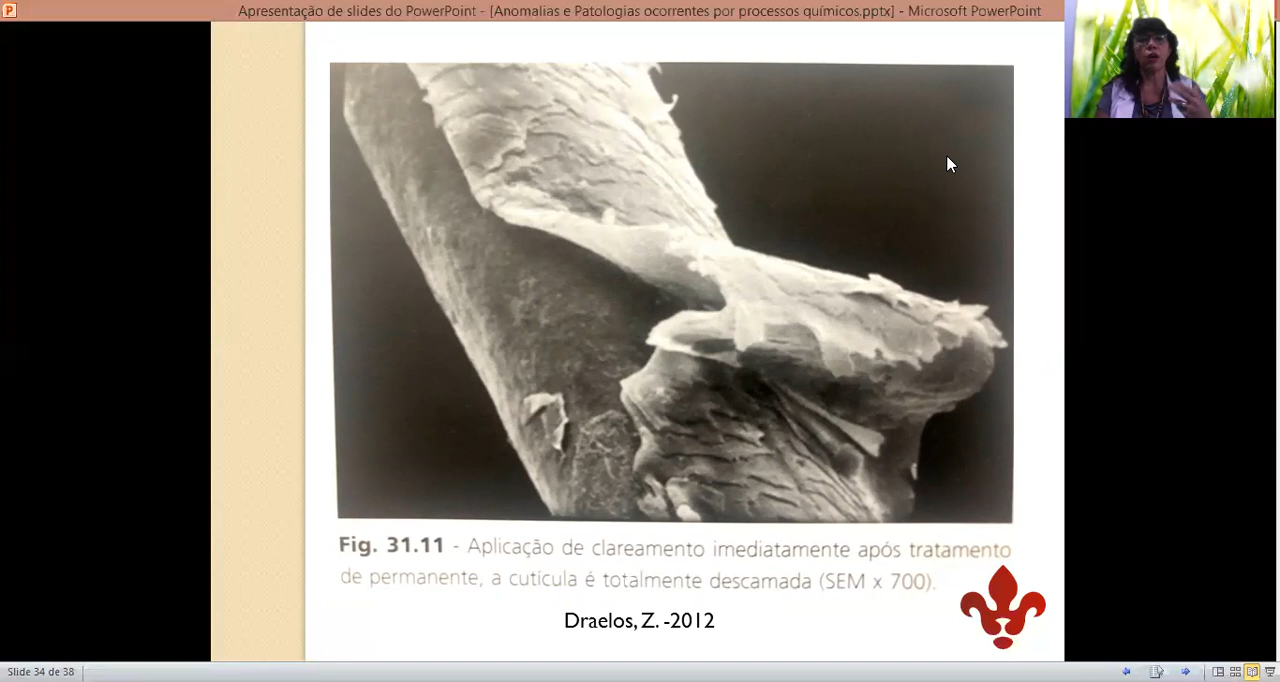 Apresentação de slides do PowerPoint - [Anomalias e Patologias ocorrentes por processos químicos.pptx] - Microsoft PowerPoint
Fig. 31.11 - Aplicação de clareamento imediatamente após tratamento
de permanente, a cutícula é totalmente descamada (SEM x 700).
Draelos, Z. -2012
Slide 34 de 38